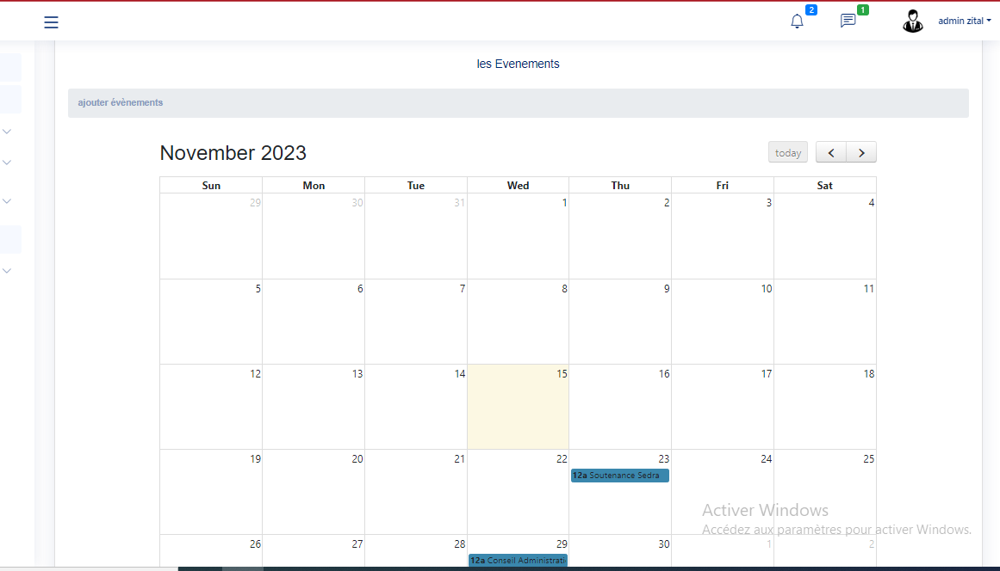 2
1
admin zital
les Evenements
ajouter évènements
November 2023
today
Sun Mon Tue Wed Thu Fri Sat
29 30 31 1 2 3 4
5 6 7 8 9 10 11
12 13 14 15 16 17 18
19 20 21 22 23 24 25
12a Soutenance Sedra
Activer Windows
Accédez aux paramètres pour activer Windows.
26 27 28 29 30 1 2
12a Conseil Administrati